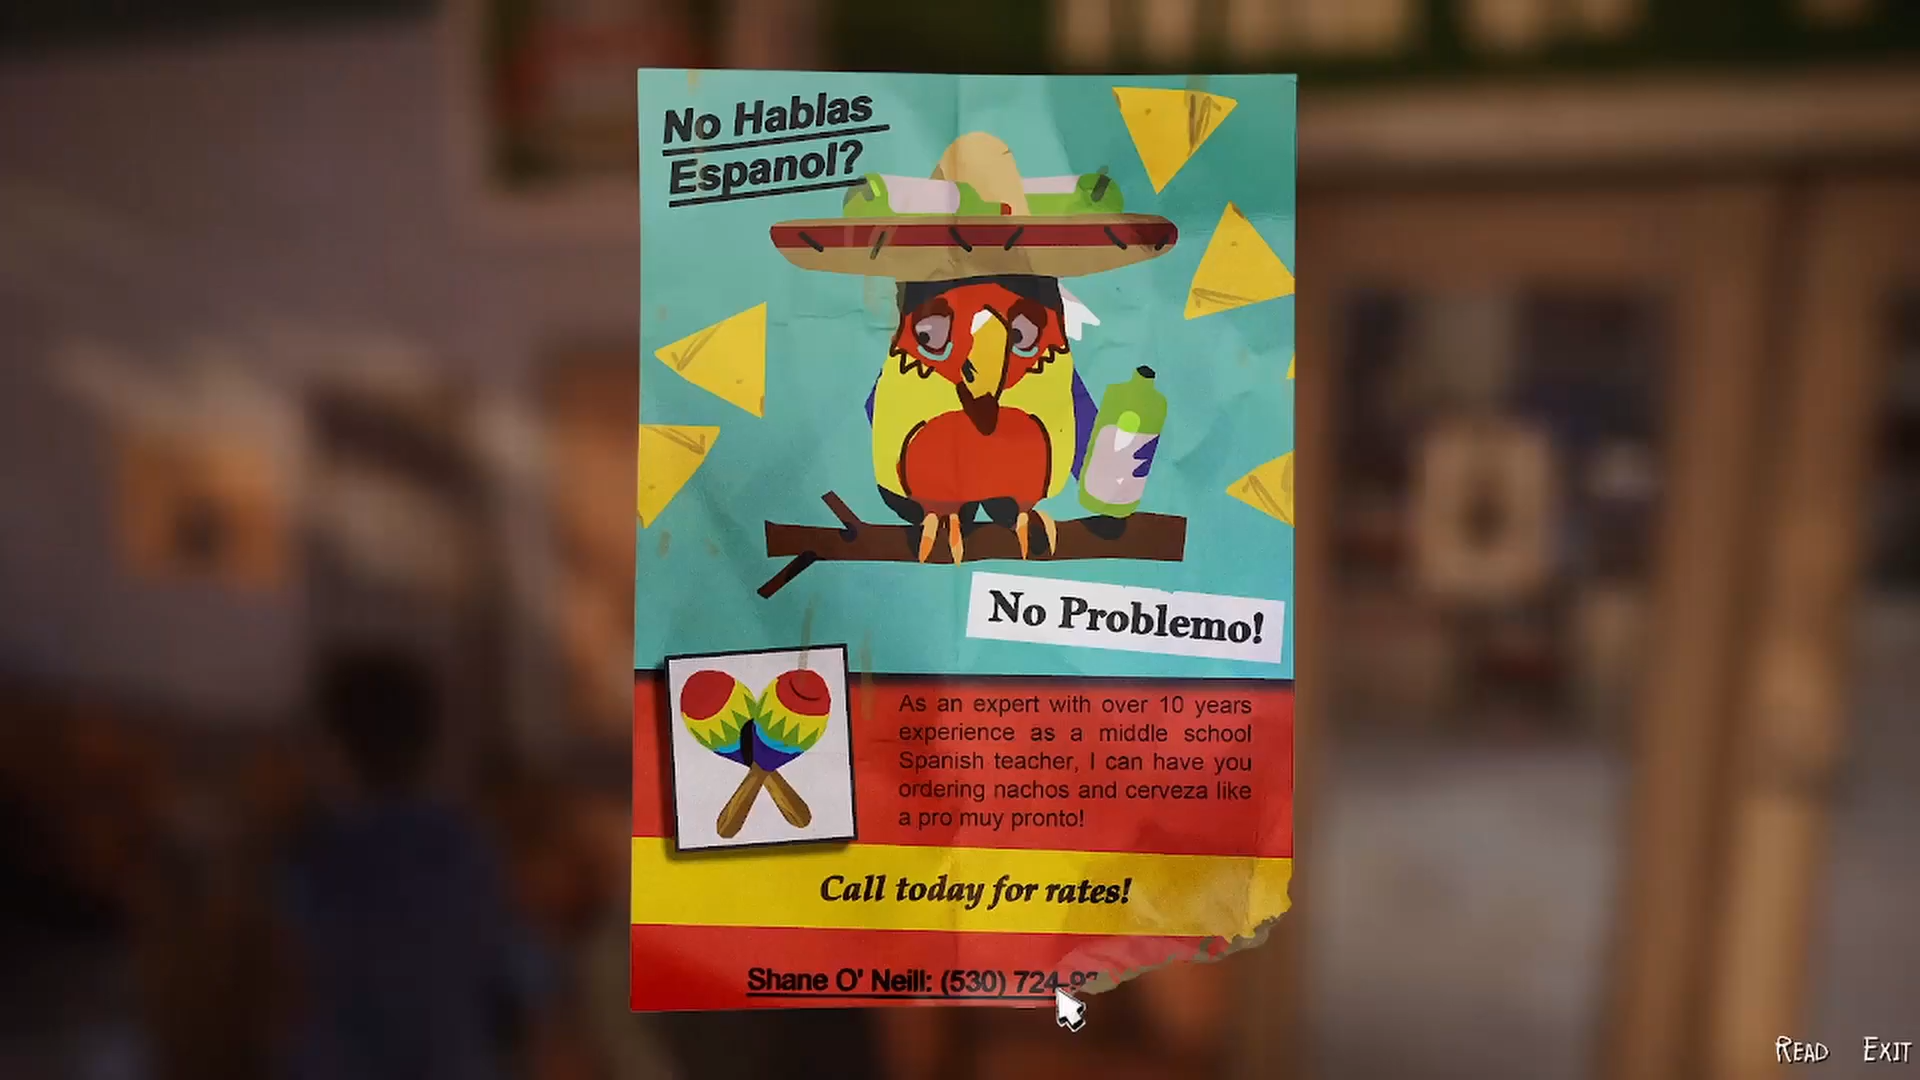 No Hablas
Espanol?
No Problemo!
As an expert with over 10 years
experience as a middle school
Spanish teacher, I can have you
ordering nachos and cerveza like
a pro muy pronto!
Call today for rates!
Shane O' Neill: (530) 724-9
READ EXIT